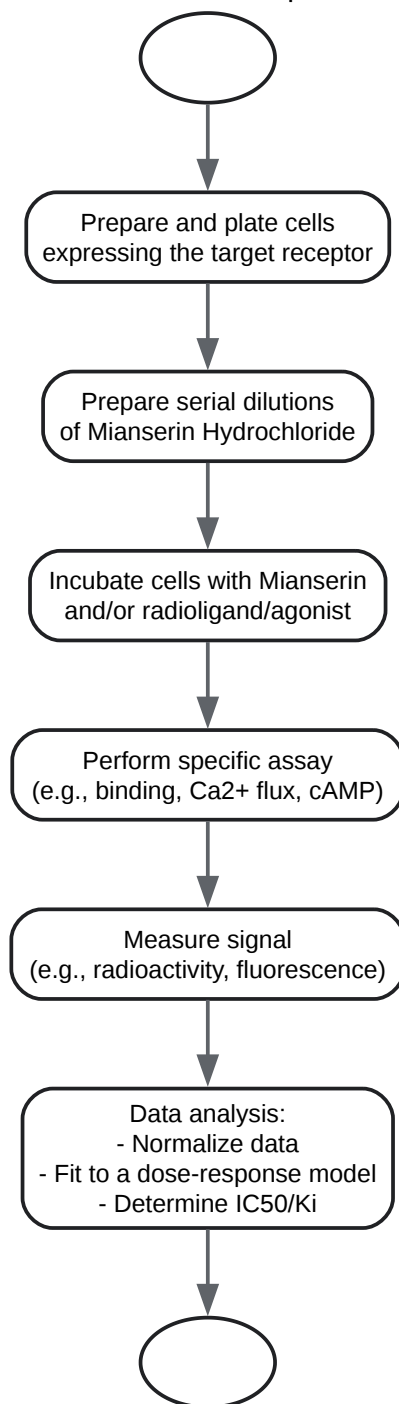 Prepare and plate cells
expressing the target receptor
Prepare serial dilutions
of Mianserin Hydrochloride
Incubate cells with Mianserin
and/or radioligand/agonist
Perform specific assay
(e.g., binding, Ca2+ flux, cAMP)
Measure signal
(e.g., radioactivity, fluorescence)
Data analysis:
- Normalize data
- Fit to a dose-response model
- Determine IC50/Ki